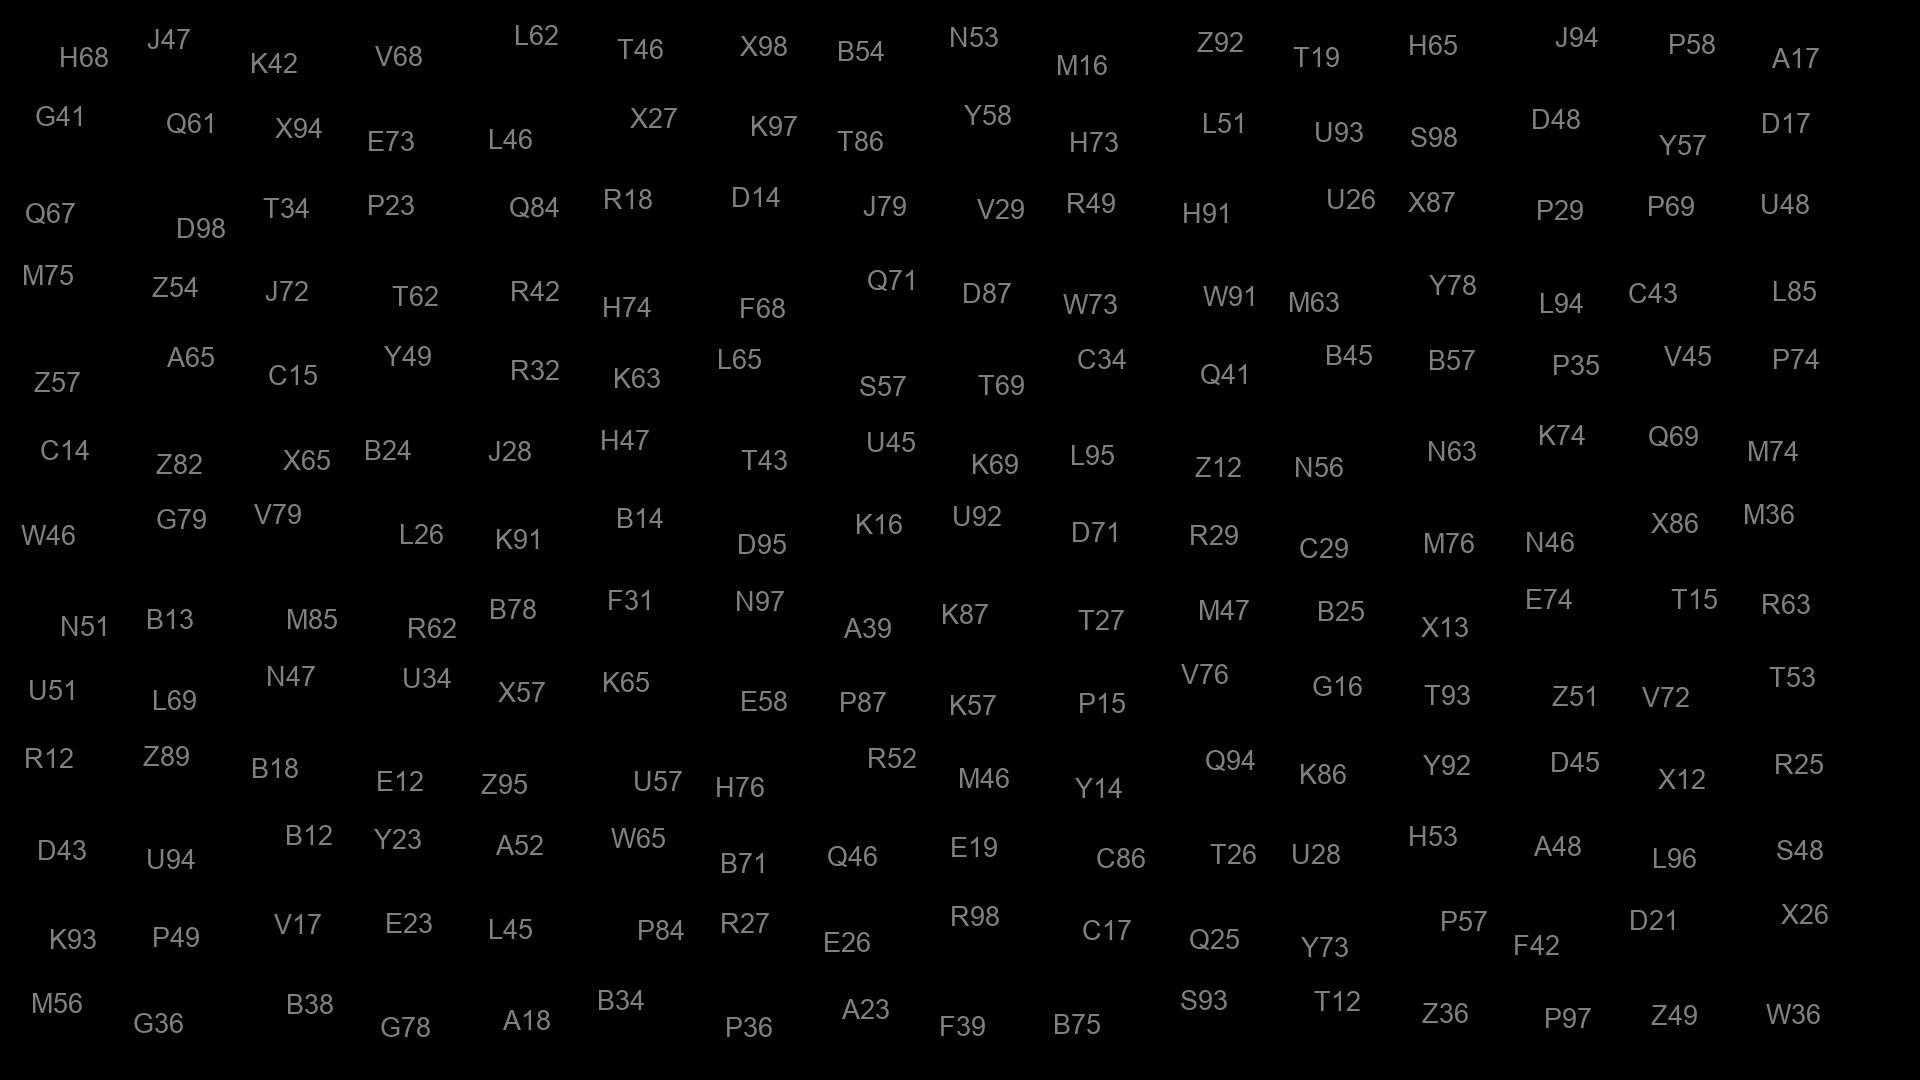 H68 J47 K42 V68 L62 T46 X98 B54 N53 M16 Z92 T19 H65 J94 P58 A17
G41 Q61 X94 E73 L46 X27 K97 T86 Y58 H73 L51 U93 S98 D48 Y57 D17
Q67 D98 T34 P23 Q84 R18 D14 J79 V29 R49 H91 U26 X87 P29 P69 U48
M75 Z54 J72 T62 R42 H74 F68 Q71 D87 W73 W91 M63 Y78 L94 C43 L85
Z57 A65 C15 Y49 R32 K63 L65 S57 T69 C34 Q41 B45 B57 P35 V45 P74
C14 Z82 X65 B24 J28 H47 T43 U45 K69 L95 Z12 N56 N63 K74 Q69 M74
W46 G79 V79 L26 K91 B14 D95 K16 U92 D71 R29 C29 M76 N46 X86 M36
N51 B13 M85 R62 B78 F31 N97 A39 K87 T27 M47 B25 X13 E74 T15 R63
U51 L69 N47 U34 X57 K65 E58 P87 K57 P15 V76 G16 T93 Z51 V72 T53
R12 Z89 B18 E12 Z95 U57 H76 R52 M46 Y14 Q94 K86 Y92 D45 X12 R25
D43 U94 B12 Y23 A52 W65 B71 Q46 E19 C86 T26 U28 H53 A48 L96 S48
K93 P49 V17 E23 L45 P84 R27 E26 R98 C17 Q25 Y73 P57 F42 D21 X26
M56 G36 B38 G78 A18 B34 P36 A23 F39 B75 S93 T12 Z36 P97 Z49 W36